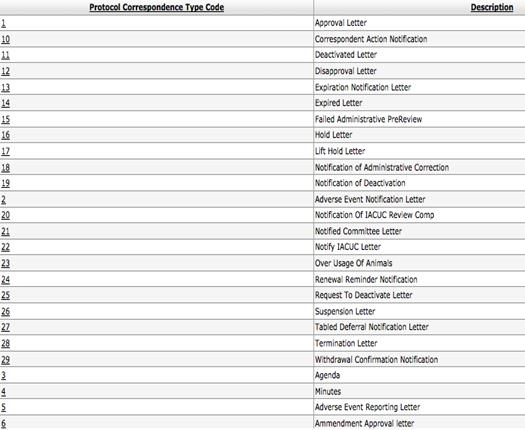 Protocol Correspondence Type Code Description
1 Approval Letter
10 Correspondent Action Notification
11 Deactivated Letter
12 Disapproval Letter
13 Expiration Notification Letter
14 Expired Letter
15 Failed Administrative PreReview
16 Hold Letter
17 Lift Hold Letter
18 Notification of Administrative Correction
19 Notification of Deactivation
2 Adverse Event Notification Letter
20 Notification Of IACUC Review Comp
21 Notified Committee Letter
22 Notify IACUC Letter
23 Over Usage Of Animals
24 Renewal Reminder Notification
25 Request To Deactivate Letter
26 Suspension Letter
27 Tabled Deferral Notification Letter
28 Termination Letter
29 Withdrawal Confirmation Notification
3 Agenda
4 Minutes
5 Adverse Event Reporting Letter
6 Ammendment Approval letter